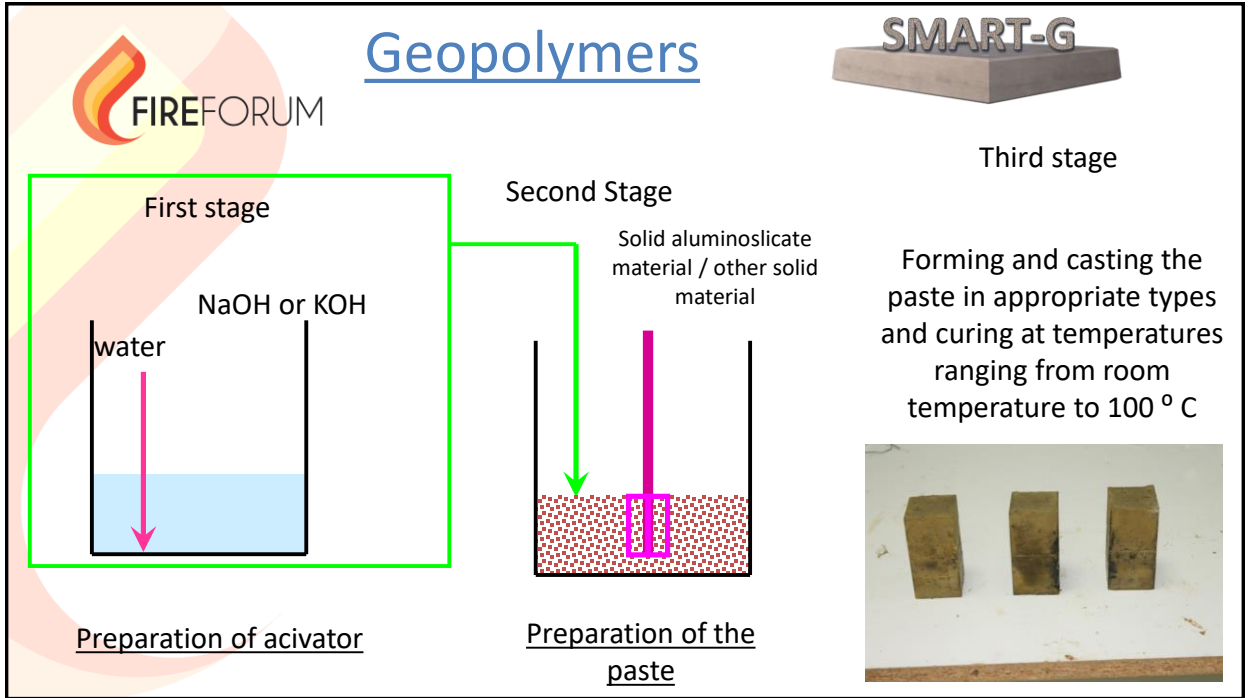 Geopolymers
SMART-G
FIREFORUM
First stage
NaOH or KOH
water
Preparation of acivator
Second Stage
Solid aluminoslicate
material / other solid
material
Preparation of the
paste
Third stage
Forming and casting the
paste in appropriate types
and curing at temperatures
ranging from room
temperature to 100 ⁰ C